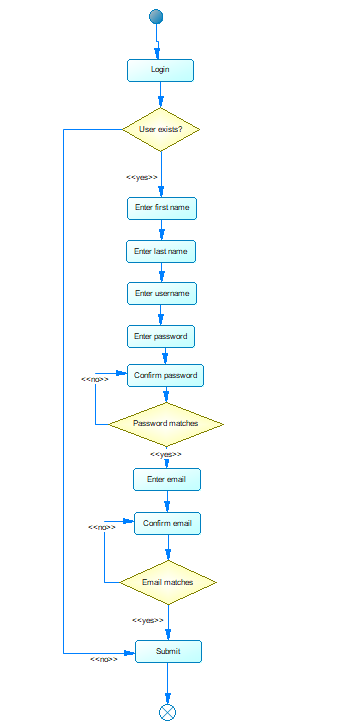 Login
User exists?
<<yes>>
Enter first name
Enter last name
Enter username
Enter password
Confirm password
<<no>>
Password matches
<<yes>>
Enter email
Confirm email
<<no>>
Email matches
<<yes>>
Submit
<<no>>